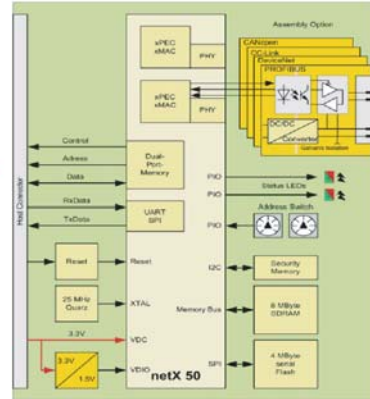 Assembly Option
CANopen
CC-Link
DeviceNet
PROFIBUS
xPEC
xMAC
PHY
xPEC
xMAC
PHY
DC/DC
Converter
Galvanic Isolation
Host Connector
Control
Adress
Data
Dual-
Port-
Memory
RxData
TxData
UART
SPI
PIO
PIO
Status LEDs
Address Switch
PIO
Reset
Reset
I2C
Security
Memory
25 MHz
Quarz
XTAL
Memory Bus
8 MByte
SDRAM
3.3V
VDC
3.3V
1.5V
VDIO
SPI
4 MByte
serial
Flash
netX 50